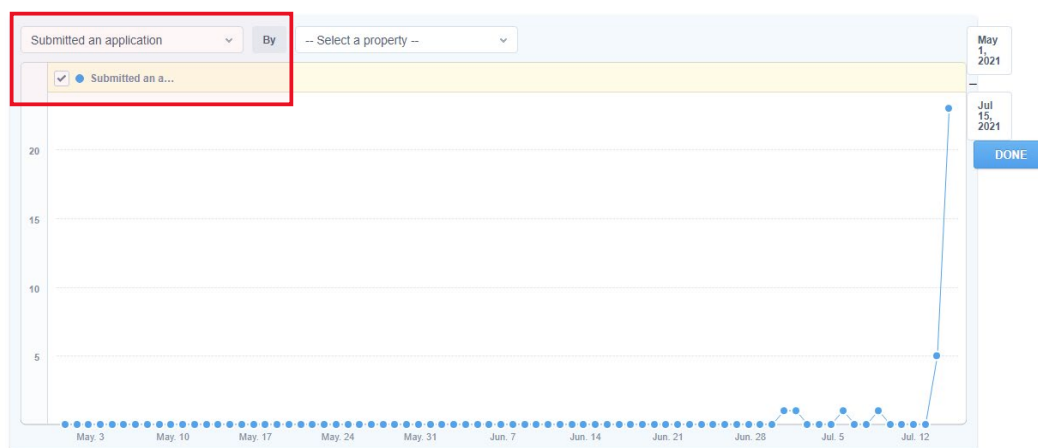 Submitted an application
By
-- Select a property --
May
1,
2021
–
Jul
15,
2021
DONE
Submitted an a...
20
15
10
5
May. 3
May. 10
May. 17
May. 24
May. 31
Jun. 7
Jun. 14
Jun. 21
Jun. 28
Jul. 5
Jul. 12